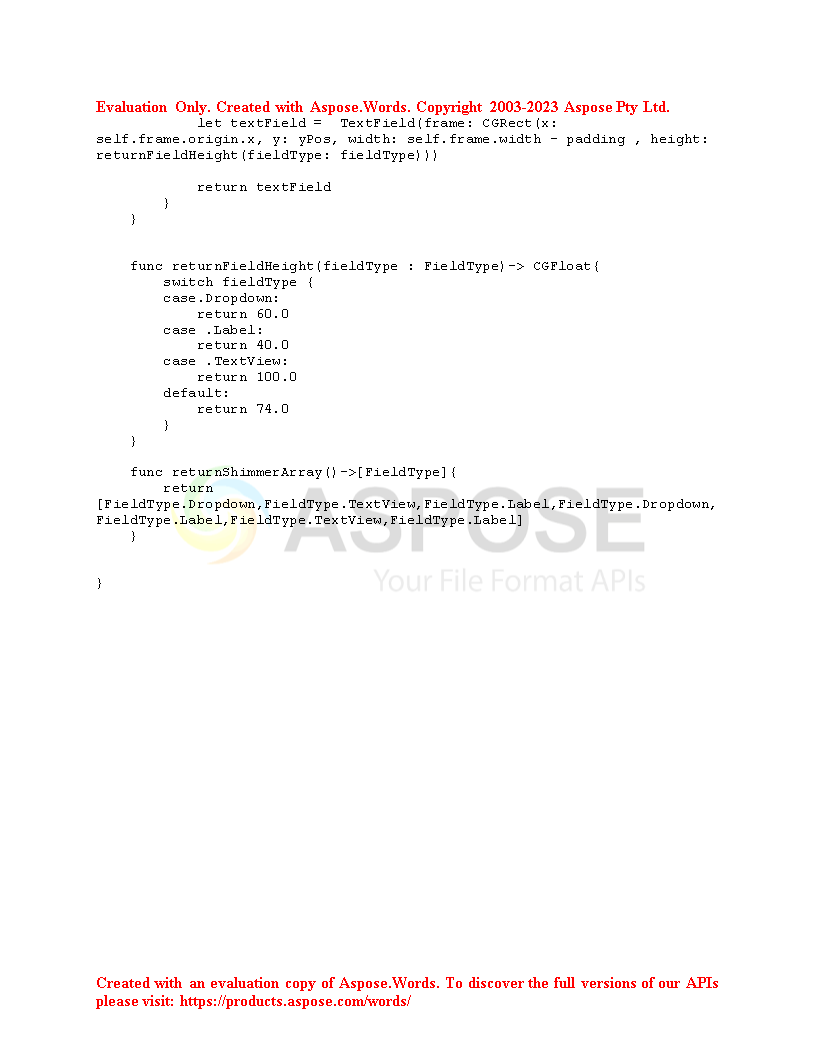 Evaluation Only. Created with Aspose.Words. Copyright 2003-2023 Aspose Pty Ltd.
            let textField =  TextField(frame: CGRect(x:
self.frame.origin.x, y: yPos, width: self.frame.width - padding , height:
returnFieldHeight(fieldType: fieldType)))
            return textField
        }
    }
    func returnFieldHeight(fieldType : FieldType)-> CGFloat{
        switch fieldType {
        case.Dropdown:
            return 60.0
        case .Label:
            return 40.0
        case .TextView:
            return 100.0
        default:
            return 74.0
        }
    }
    func returnShimmerArray()->[FieldType]{
        return
[FieldType.Dropdown,FieldType.TextView,FieldType.Label,FieldType.Dropdown,
FieldType.Label,FieldType.TextView,FieldType.Label]
    }
ASPOSE
Your File Format APIs
}
Created with an evaluation copy of Aspose.Words. To discover the full versions of our APIs
please visit: https://products.aspose.com/words/